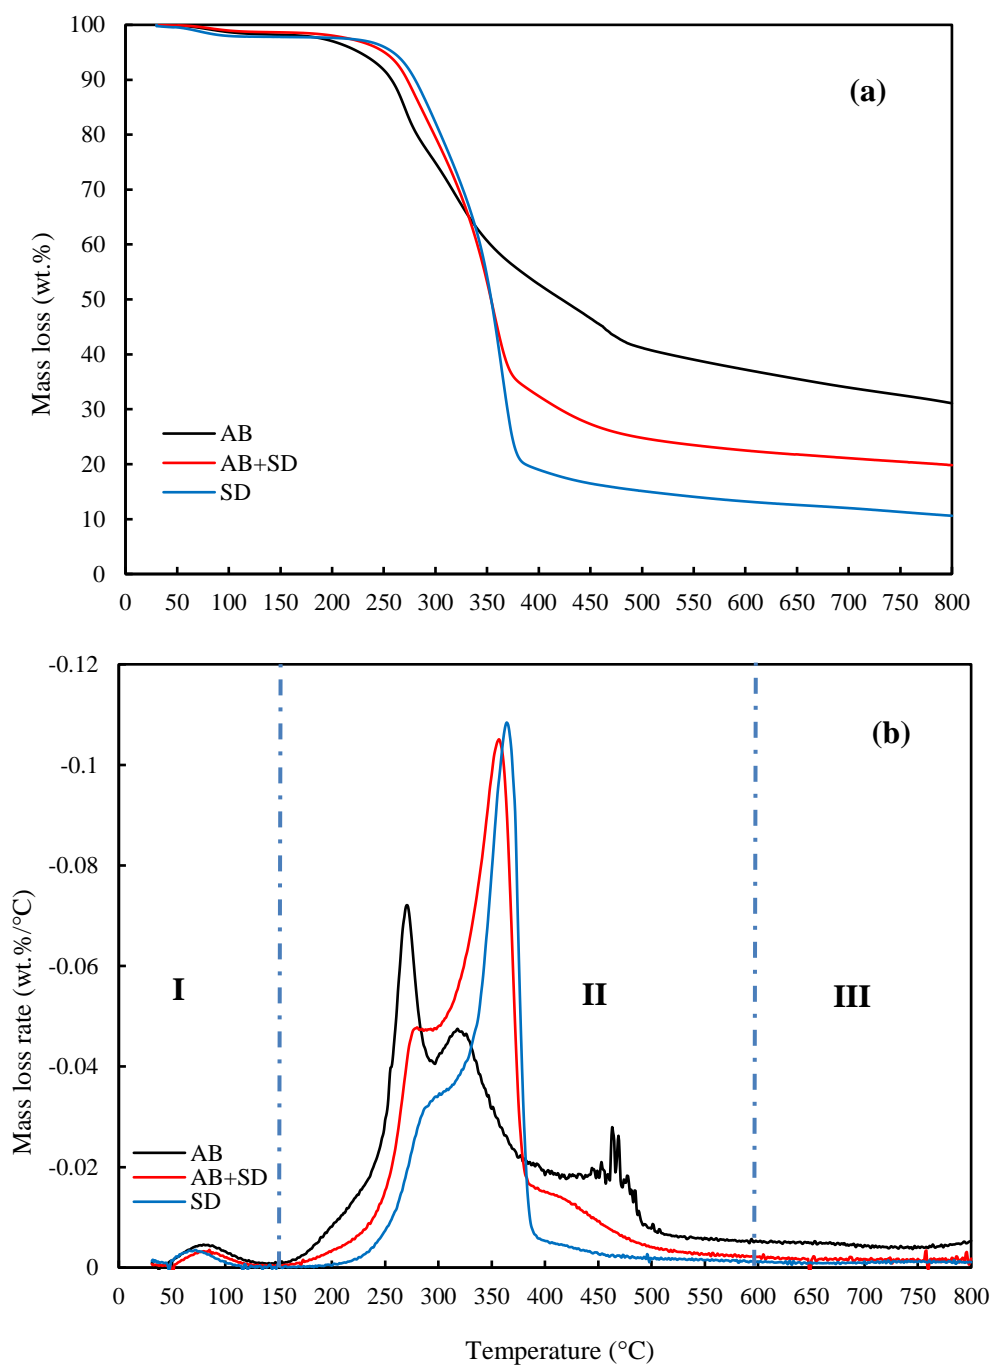 100
90
80
70
60
50
40
30
20
10
0
Mass loss (wt.%)
(a)
AB
AB+SD
SD
0 50 100 150 200 250 300 350 400 450 500 550 600 650 700 750 800
-0.12
-0.1
-0.08
-0.06
-0.04
-0.02
0
Mass loss rate (wt.%/°C)
(b)
I
II
III
AB
AB+SD
SD
0 50 100 150 200 250 300 350 400 450 500 550 600 650 700 750 800
Temperature (°C)